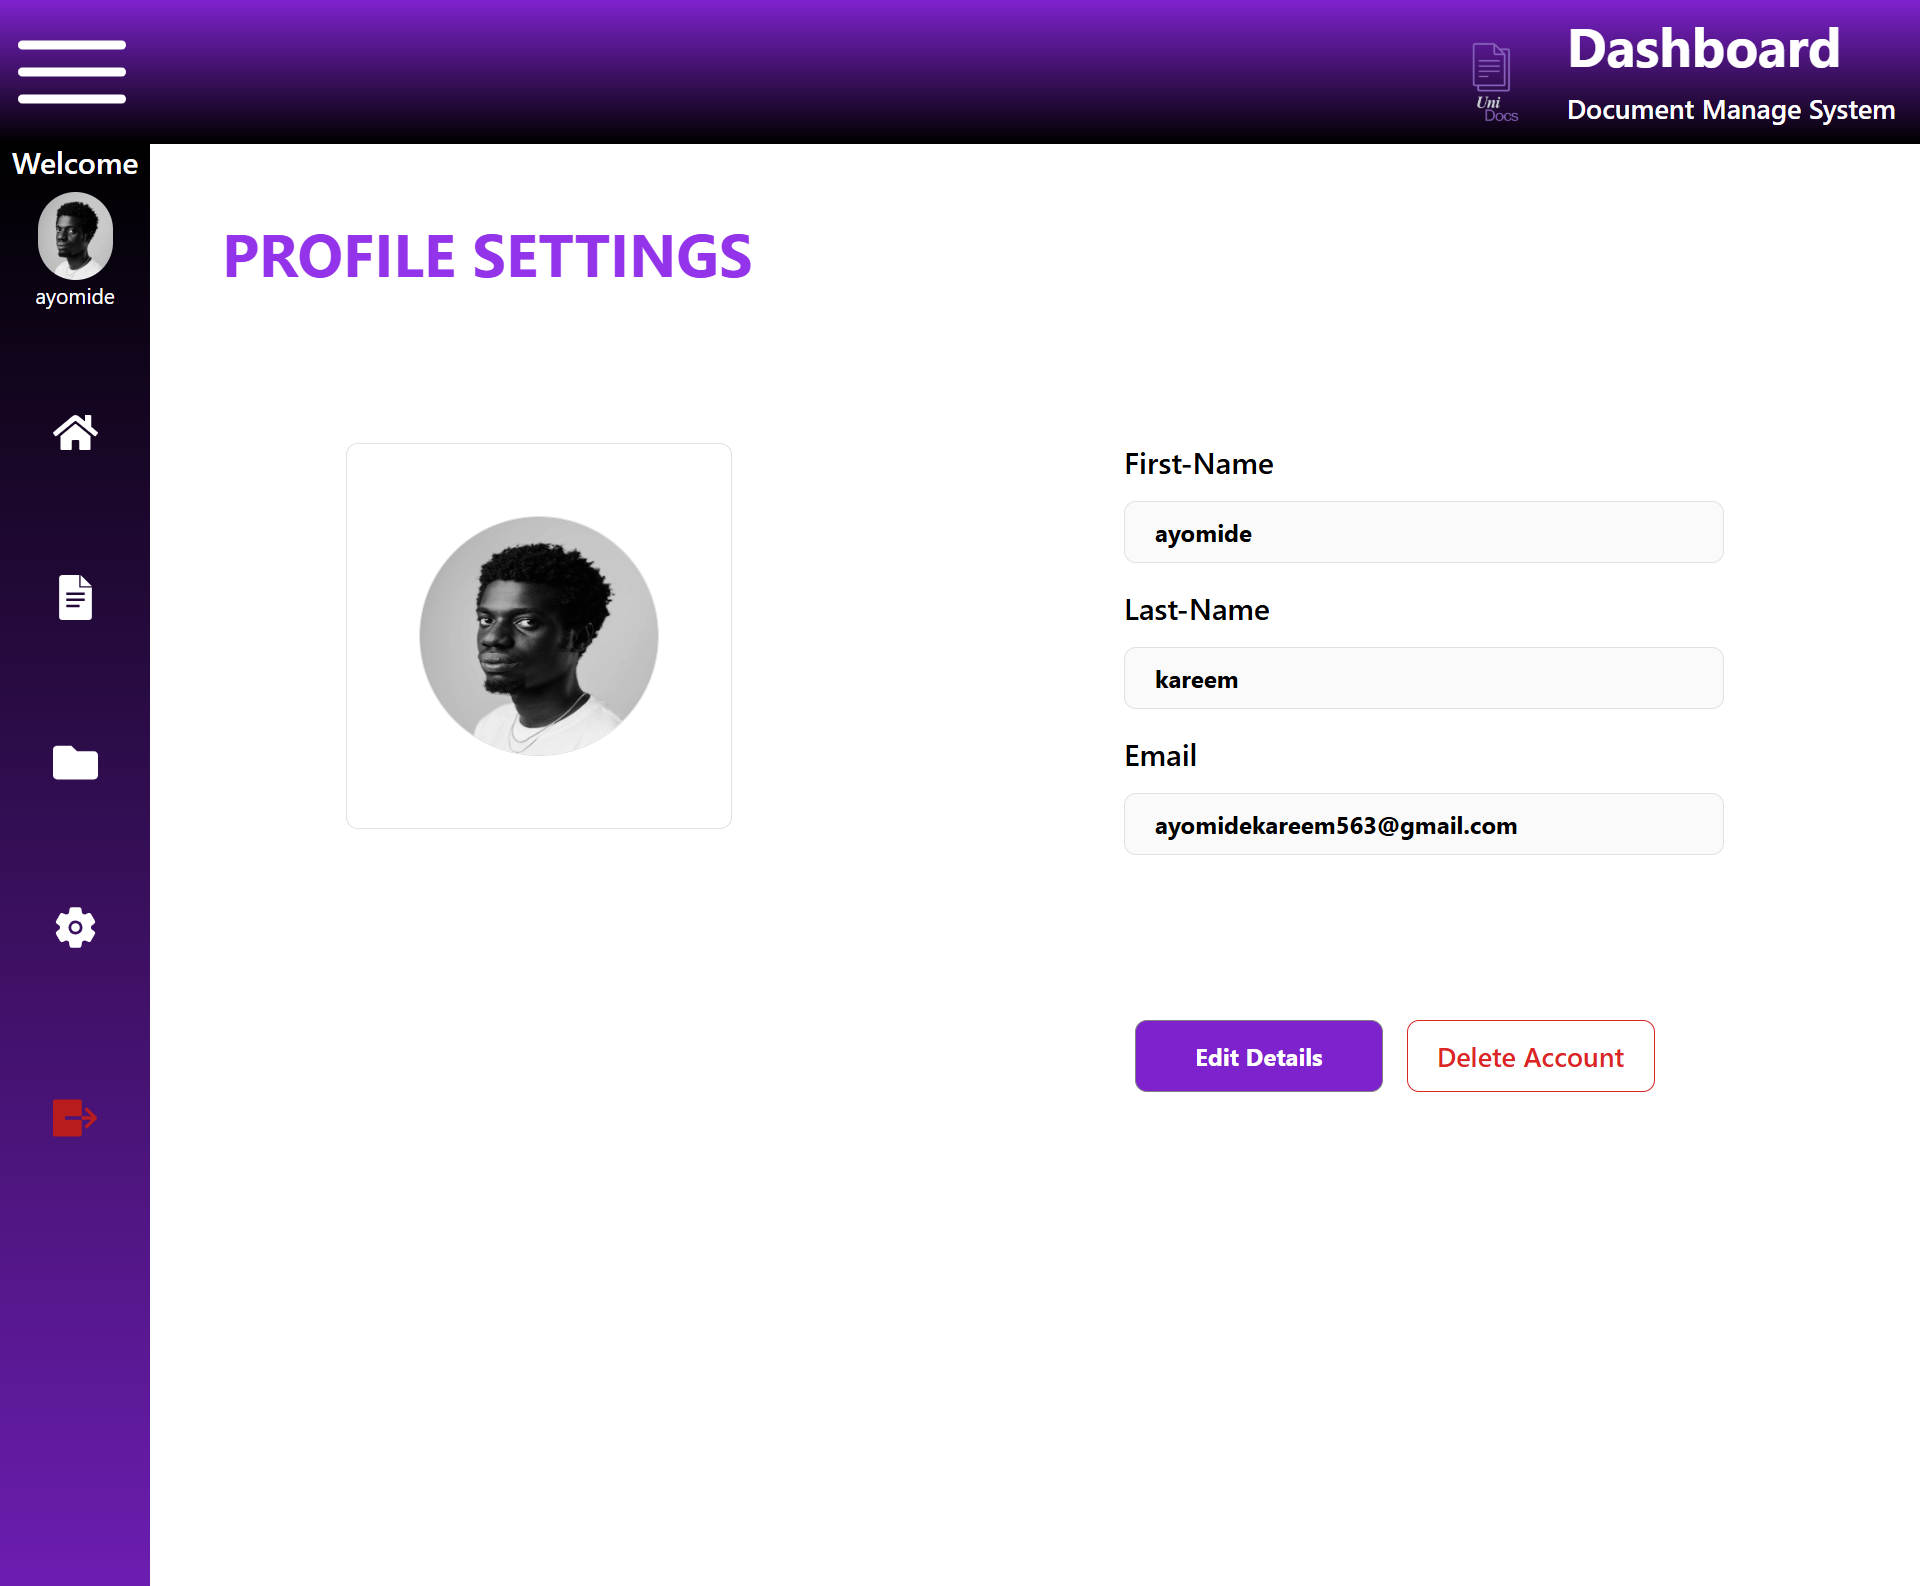 Dashboard
Uni
Docs
Document Manage System
Welcome
ayomide
PROFILE SETTINGS
First-Name
ayomide
Last-Name
kareem
Email
ayomidekareem563@gmail.com
Edit Details
Delete Account